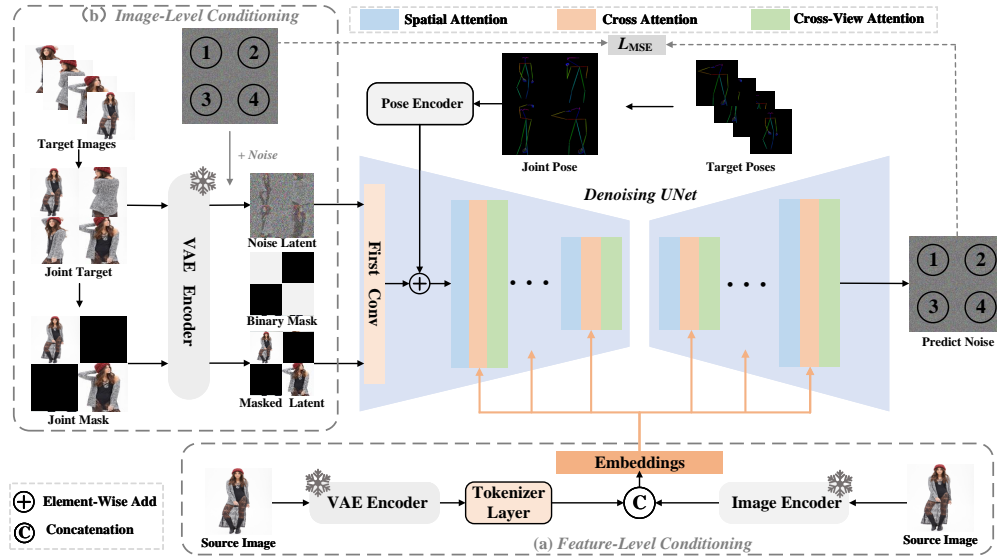 (b) Image-Level Conditioning
Spatial Attention
Cross Attention
Cross-View Attention
1 2
3 4
L_MSE
Target Images
+ Noise
Pose Encoder
Joint Pose
Target Poses
Denoising UNet
VAE Encoder
Noise Latent
First Conv
Joint Target
Binary Mask
1 2
3 4
Predict Noise
Joint Mask
Masked Latent
Embeddings
Element-Wise Add
C Concatenation
VAE Encoder
Tokenizer
Layer
C
Image Encoder
Source Image
Source Image
(a) Feature-Level Conditioning